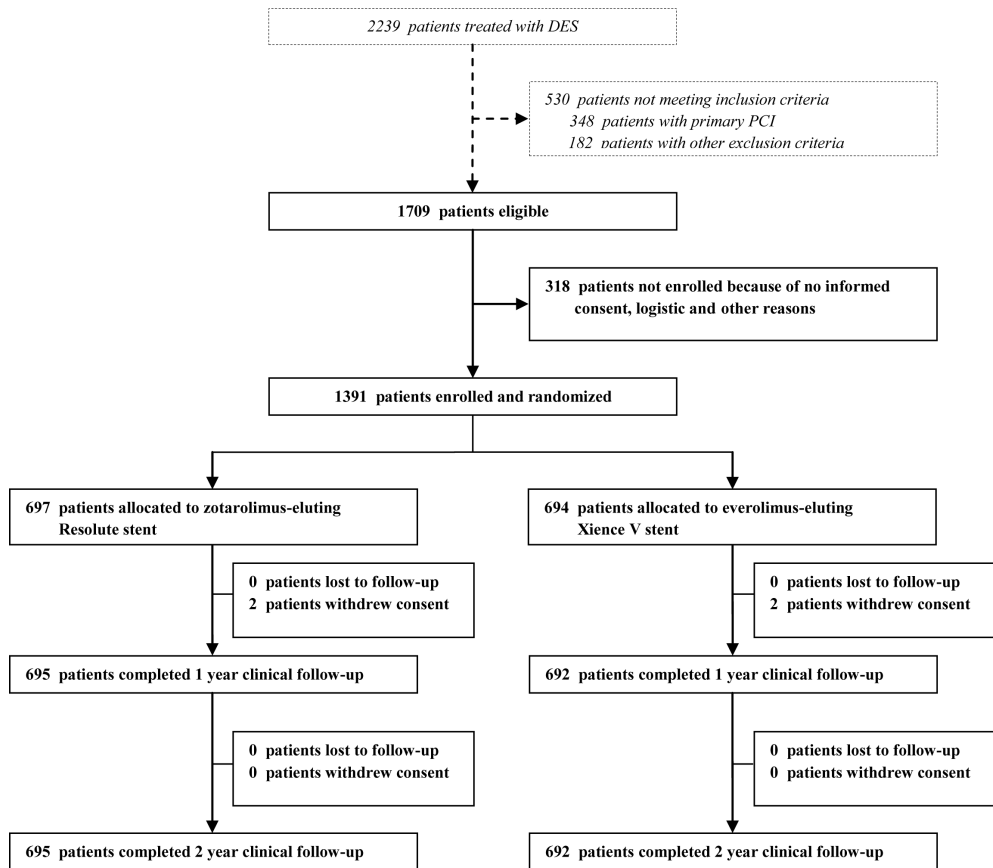 2239 patients treated with DES
530 patients not meeting inclusion criteria
348 patients with primary PCI
182 patients with other exclusion criteria
1709 patients eligible
318 patients not enrolled because of no informed
consent, logistic and other reasons
1391 patients enrolled and randomized
697 patients allocated to zotarolimus-eluting
Resolute stent
694 patients allocated to everolimus-eluting
Xience V stent
0 patients lost to follow-up
2 patients withdrew consent
0 patients lost to follow-up
2 patients withdrew consent
695 patients completed 1 year clinical follow-up
692 patients completed 1 year clinical follow-up
0 patients lost to follow-up
0 patients withdrew consent
0 patients lost to follow-up
0 patients withdrew consent
695 patients completed 2 year clinical follow-up
692 patients completed 2 year clinical follow-up